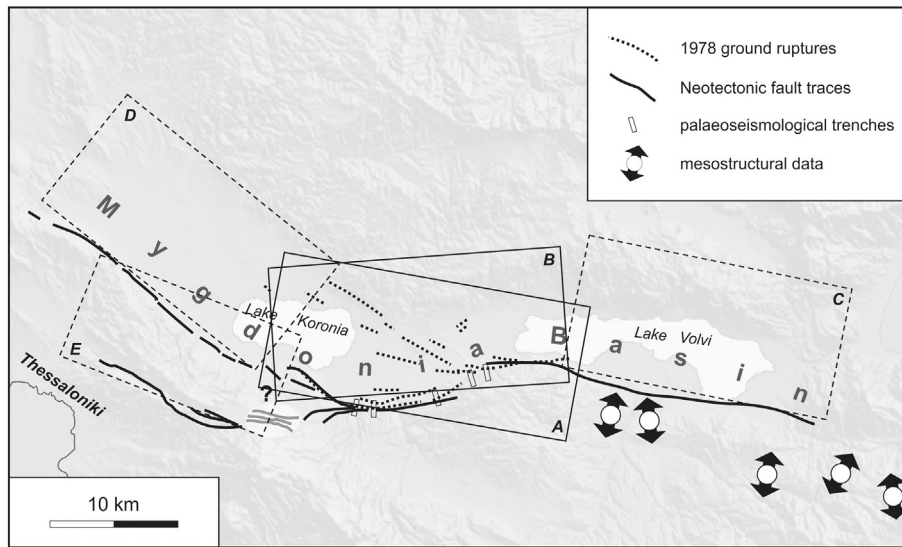 1978 ground ruptures
Neotectonic fault traces
palaeoseismological trenches
mesostructural data
D
M
y
g
d
o
n
i
a
B
a
s
i
n
Lake Koronia
B
Lake Volvi
C
E
Thessaloniki
?
A
10 km